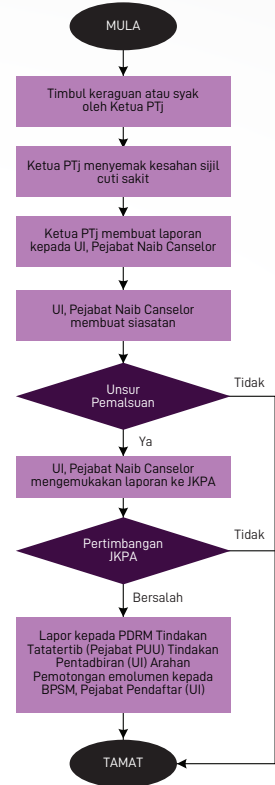 MULA
Timbul keraguan atau syak
oleh Ketua PTj
Ketua PTj menyemak kesahan sijil
cuti sakit
Ketua PTj membuat laporan
kepada UI, Pejabat Naib Canselor
UI, Pejabat Naib Canselor
membuat siasatan
Unsur
Pemalsuan
Tidak
Ya
UI, Pejabat Naib Canselor
mengemukakan laporan ke JKPA
Pertimbangan
JKPA
Tidak
Bersalah
Lapor kepada PDRM Tindakan
Tatatertib (Pejabat PUU) Tindakan
Pentadbiran (UI) Arahan
Pemotongan emolumen kepada
BPSM, Pejabat Pendaftar (UI)
TAMAT